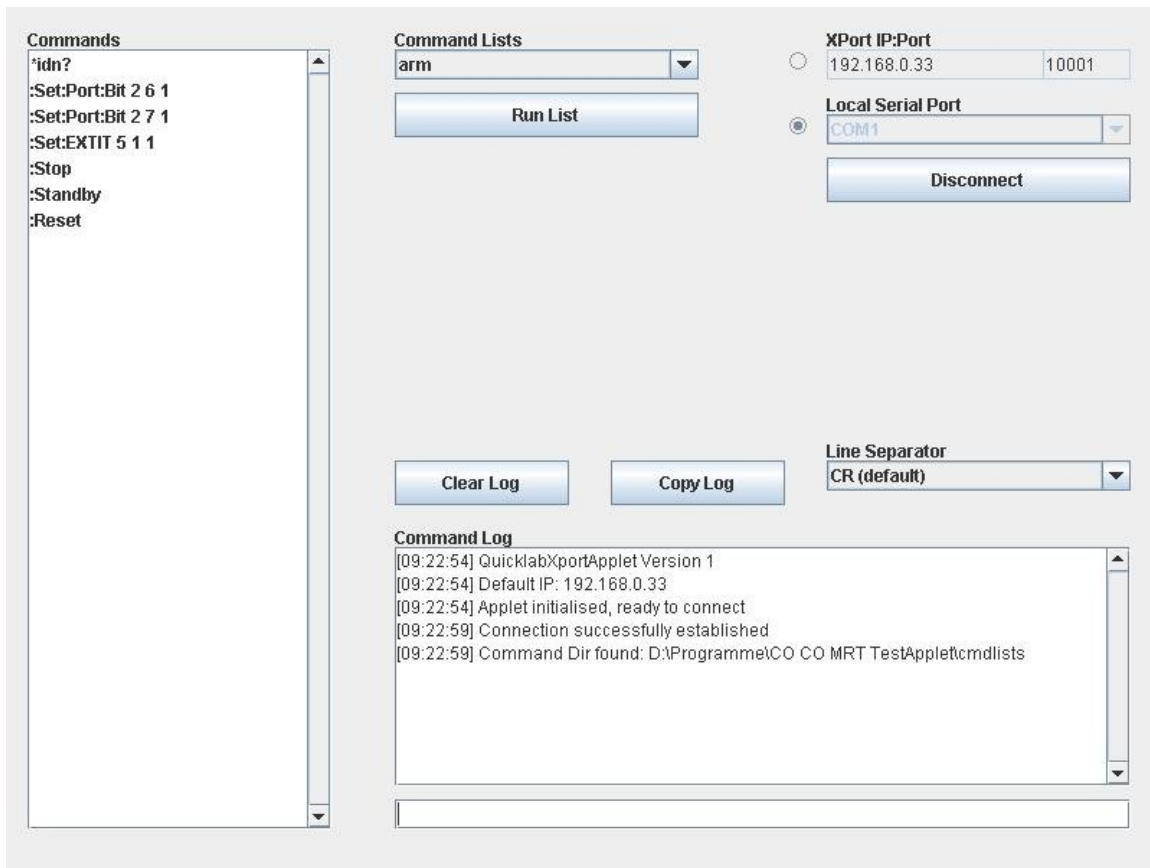 Commands
*idn?
:Set:Port:Bit 2 6 1
:Set:Port:Bit 2 7 1
:Set:EXTIT 5 1 1
:Stop
:Standby
:Reset
Command Lists
arm
Run List
XPort IP:Port
192.168.0.33 10001
Local Serial Port
COM1
Disconnect
Line Separator
CR (default)
Clear Log Copy Log
Command Log
[09:22:54] QuicklabXportApplet Version 1
[09:22:54] Default IP: 192.168.0.33
[09:22:54] Applet initialised, ready to connect
[09:22:59] Connection successfully established
[09:22:59] Command Dir found: D:\Programme\CO CO MRT TestApplet\cmdlists